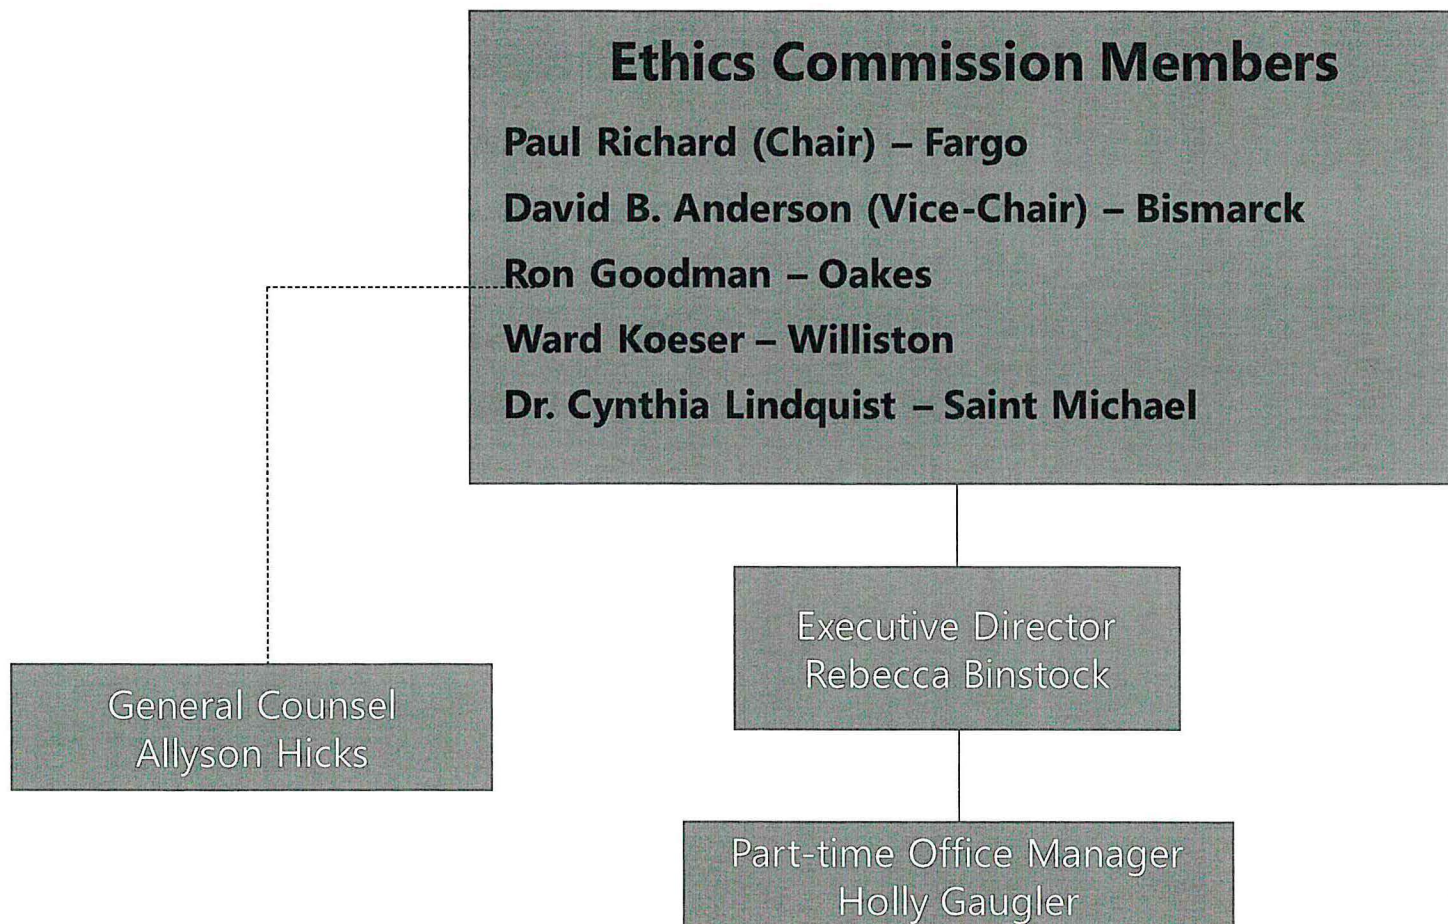 Ethics Commission Members
Paul Richard (Chair) – Fargo
David B. Anderson (Vice-Chair) – Bismarck
Ron Goodman – Oakes
Ward Koeser – Williston
Dr. Cynthia Lindquist – Saint Michael
Executive Director
Rebecca Binstock
General Counsel
Allyson Hicks
Part-time Office Manager
Holly Gaugler